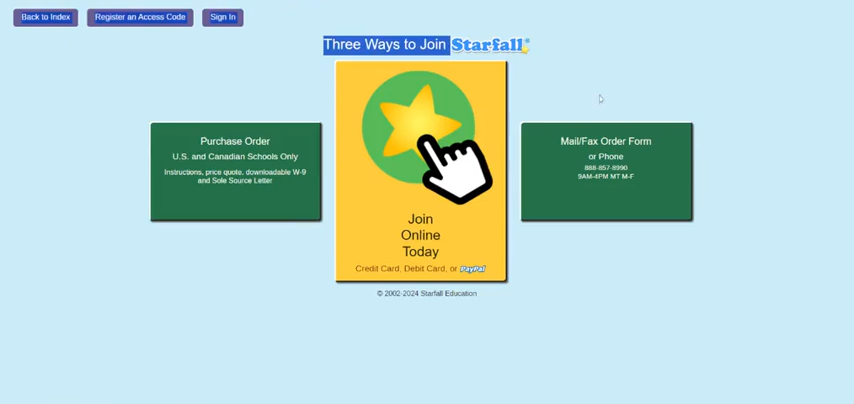 Back to Index
Register an Access Code
Sign In
Three Ways to Join Starfall®
Purchase Order
U.S. and Canadian Schools Only
Instructions, price quote, downloadable W-9
and Sole Source Letter
Join
Online
Today
Credit Card, Debit Card, or PayPal
Mail/Fax Order Form
or Phone
888-857-8990
9AM-4PM MT M-F
© 2002-2024 Starfall Education